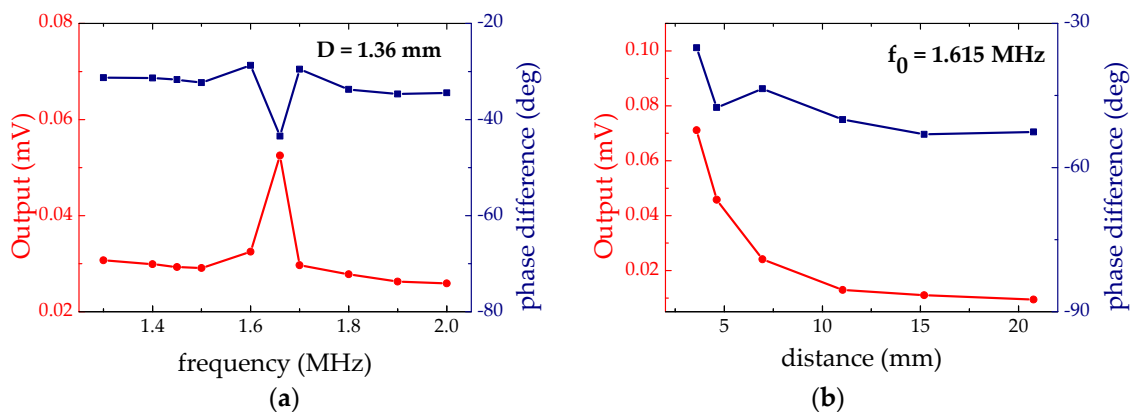 0.08
0.06
0.04
0.02
Output (mV)
D = 1.36 mm
-20
-40
-60
-80
phase difference (deg)
1.4
1.6
1.8
2.0
frequency (MHz)
(a)
0.10
0.08
0.06
0.04
0.02
Output (mV)
f0 = 1.615 MHz
-30
-60
-90
phase difference (deg)
5
10
15
20
distance (mm)
(b)